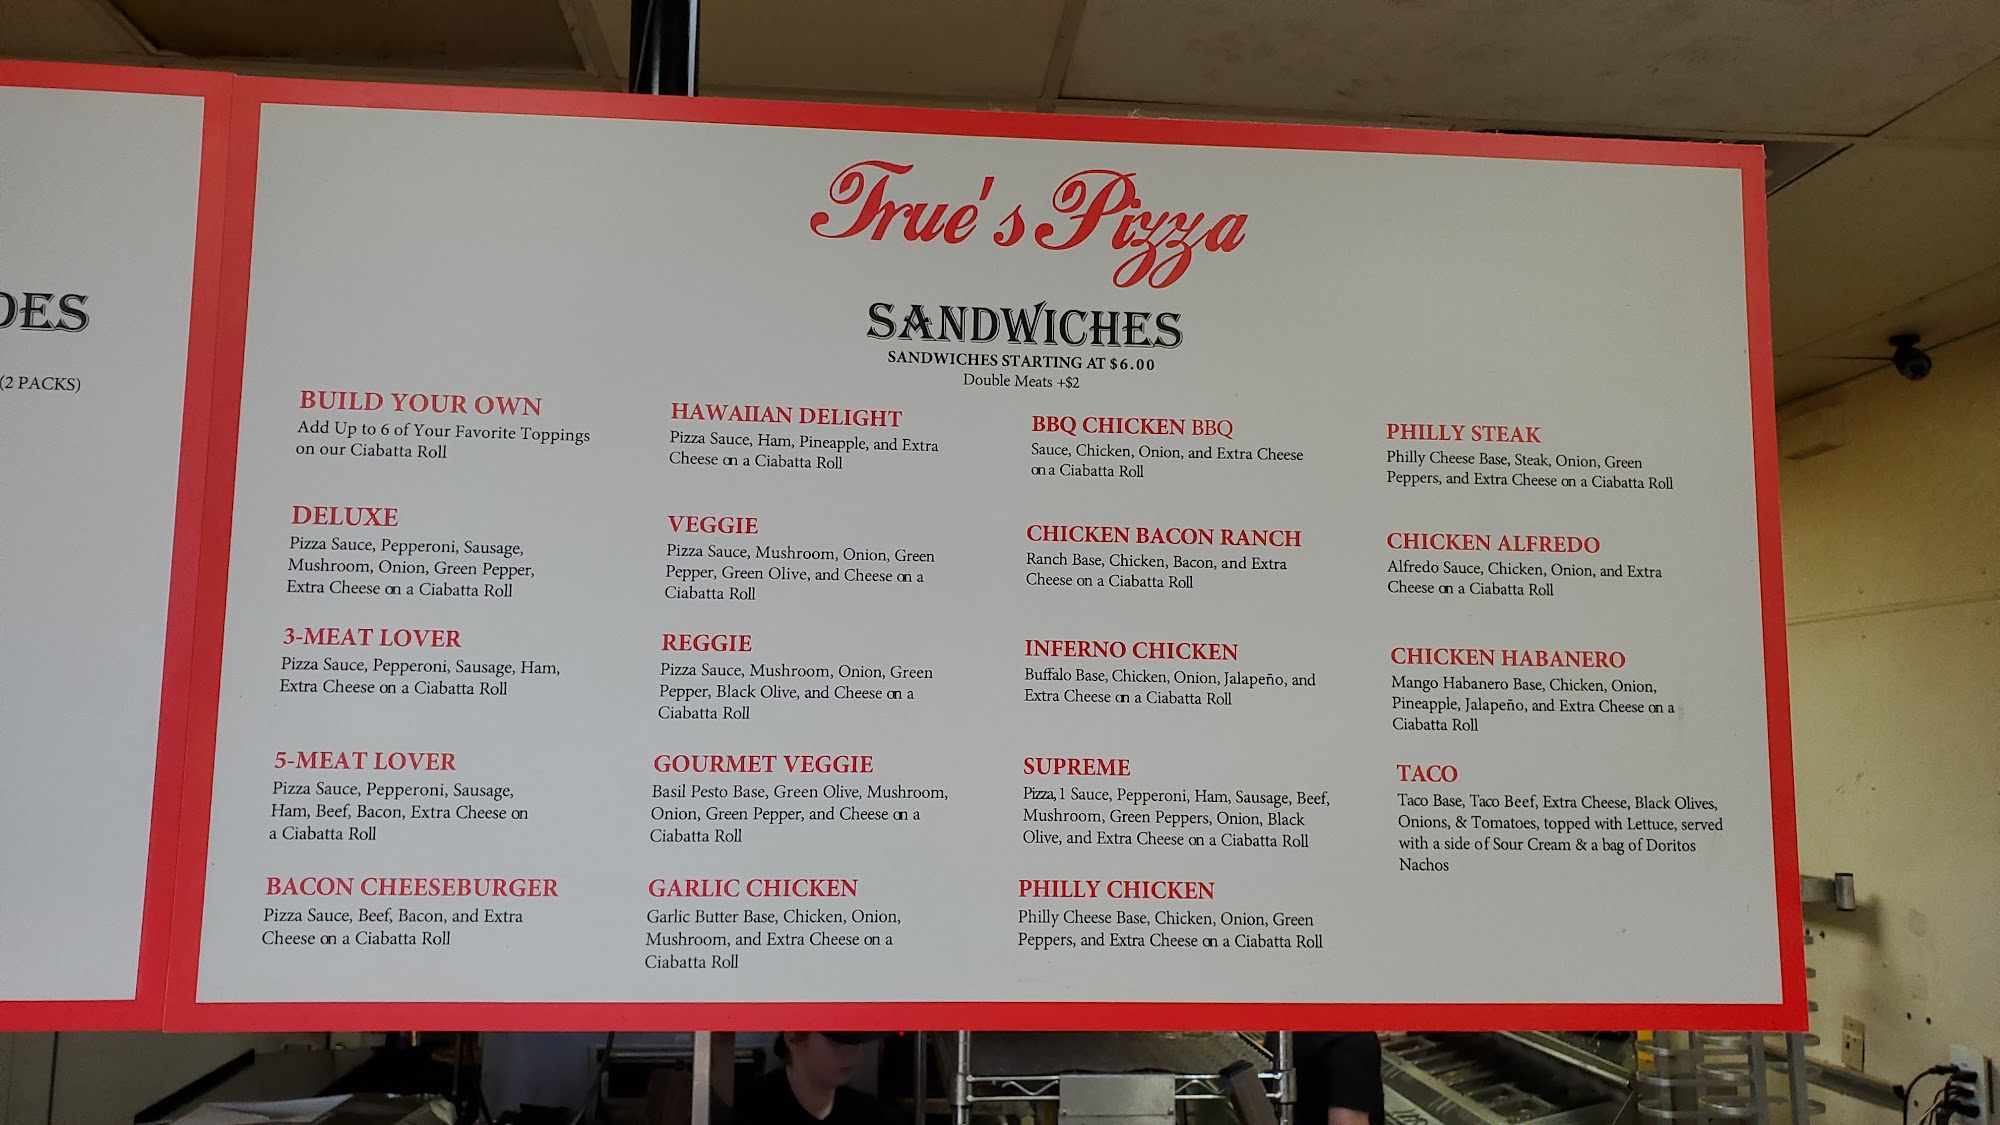 DES
(2 PACKS)
True's Pizza
SANDWICHES
SANDWICHES STARTING AT $6.00
Double Meats +$2
BUILD YOUR OWN
Add Up to 6 of Your Favorite Toppings
on our Ciabatta Roll
DELUXE
Pizza Sauce, Pepperoni, Sausage,
Mushroom, Onion, Green Pepper,
Extra Cheese on a Ciabatta Roll
3-MEAT LOVER
Pizza Sauce, Pepperoni, Sausage, Ham,
Extra Cheese on a Ciabatta Roll
5-MEAT LOVER
Pizza Sauce, Pepperoni, Sausage,
Ham, Beef, Bacon, Extra Cheese on
a Ciabatta Roll
BACON CHEESEBURGER
Pizza Sauce, Beef, Bacon, and Extra
Cheese on a Ciabatta Roll
HAWAIIAN DELIGHT
Pizza Sauce, Ham, Pineapple, and Extra
Cheese on a Ciabatta Roll
VEGGIE
Pizza Sauce, Mushroom, Onion, Green
Pepper, Green Olive, and Cheese on a
Ciabatta Roll
REGGIE
Pizza Sauce, Mushroom, Onion, Green
Pepper, Black Olive, and Cheese on a
Ciabatta Roll
GOURMET VEGGIE
Basil Pesto Base, Green Olive, Mushroom,
Onion, Green Pepper, and Cheese on a
Ciabatta Roll
GARLIC CHICKEN
Garlic Butter Base, Chicken, Onion,
Mushroom, and Extra Cheese on a
Ciabatta Roll
BBQ CHICKEN BBQ
Sauce, Chicken, Onion, and Extra Cheese
on a Ciabatta Roll
CHICKEN BACON RANCH
Ranch Base, Chicken, Bacon, and Extra
Cheese on a Ciabatta Roll
INFERNO CHICKEN
Buffalo Base, Chicken, Onion, Jalapeño, and
Extra Cheese on a Ciabatta Roll
SUPREME
Pizza,1 Sauce, Pepperoni, Ham, Sausage, Beef,
Mushroom, Green Peppers, Onion, Black
Olive, and Extra Cheese on a Ciabatta Roll
PHILLY CHICKEN
Philly Cheese Base, Chicken, Onion, Green
Peppers, and Extra Cheese on a Ciabatta Roll
PHILLY STEAK
Philly Cheese Base, Steak, Onion, Green
Peppers, and Extra Cheese on a Ciabatta Roll
CHICKEN ALFREDO
Alfredo Sauce, Chicken, Onion, and Extra
Cheese on a Ciabatta Roll
CHICKEN HABANERO
Mango Habanero Base, Chicken, Onion,
Pineapple, Jalapeño, and Extra Cheese on a
Ciabatta Roll
TACO
Taco Base, Taco Beef, Extra Cheese, Black Olives,
Onions, & Tomatoes, topped with Lettuce, served
with a side of Sour Cream & a bag of Doritos
Nachos